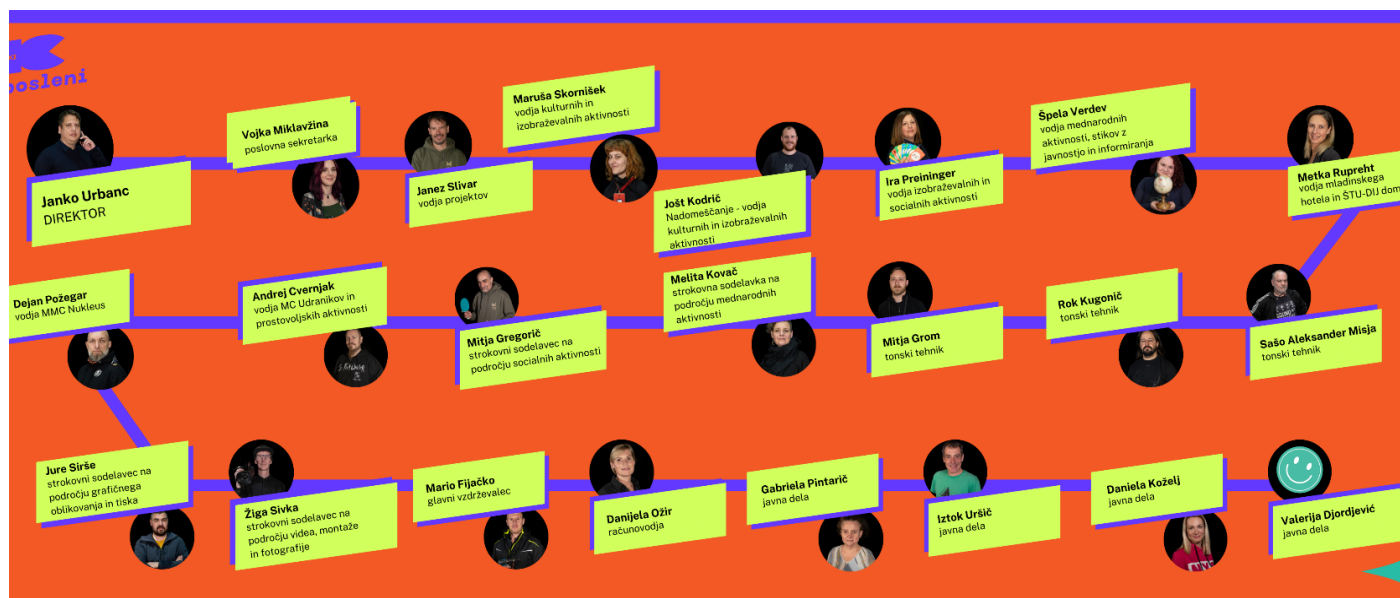 posleni
Janko Urbanc
DIREKTOR
Vojka Miklavžina
poslovna sekretarka
Janez Slivar
vodja projektov
Maruša Skornišek
vodja kulturnih in
izobraževalnih aktivnosti
Jošt Kodrič
Nadomeščanje - vodja
kulturnih in izobraževalnih
aktivnosti
Ira Preininger
vodja izobraževalnih in
socialnih aktivnosti
Špela Verdev
vodja mednarodnih
aktivnosti, stikov z
javnostjo in informiranja
Metka Rupreht
vodja mladinskega
hotela in ŠTU-DIJ dom
Dejan Požegar
vodja MMC Nukleus
Andrej Cvernjak
vodja MC Udranikov in
prostovoljskih aktivnosti
Mitja Gregorič
strokovni sodelavec na
področju socialnih aktivnosti
Melita Kovač
strokovna sodelavka na
področju mednarodnih
aktivnosti
Mitja Grom
tonski tehnik
Rok Kugonič
tonski tehnik
Sašo Aleksander Misja
tonski tehnik
Jure Sirše
strokovni sodelavec na
področju grafičnega
oblikovanja in tiska
Žiga Sivka
strokovni sodelavec na
področju videa, montaže
in fotografije
Mario Fijačko
glavni vzdrževalec
Danijela Ožir
računovodja
Gabriela Pintarič
javna dela
Iztok Uršič
javna dela
Daniela Koželj
javna dela
Valerija Djordjević
javna dela